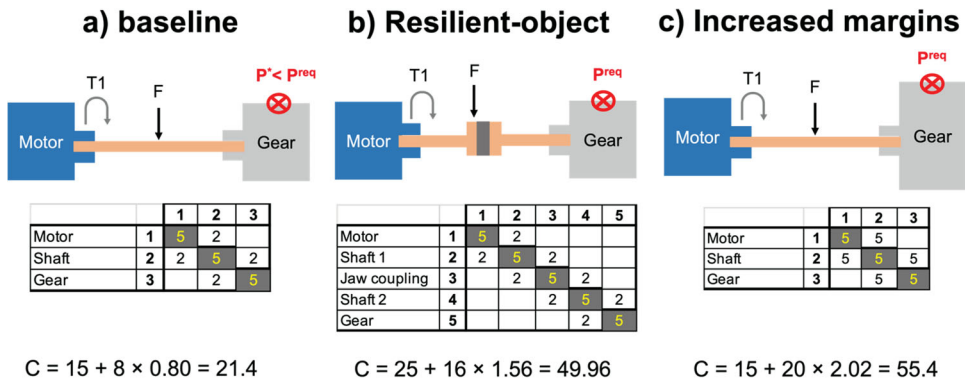 a) baseline
b) Resilient-object
c) Increased margins
P*< Preq
T1
F
Motor
Gear
Preq
T1
F
Motor
Gear
Preq
T1
F
Motor
Gear
1 2 3
Motor 1 5 2
Shaft 2 2 5 2
Gear 3 2 5
1 2 3 4 5
Motor 1 5 2
Shaft 1 2 2 5 2
Jaw coupling 3 2 5 2
Shaft 2 4 2 5 2
Gear 5 2 5
1 2 3
Motor 1 5 5
Shaft 2 5 5 5
Gear 3 5 5
C = 15 + 8 × 0.80 = 21.4
C = 25 + 16 × 1.56 = 49.96
C = 15 + 20 × 2.02 = 55.4